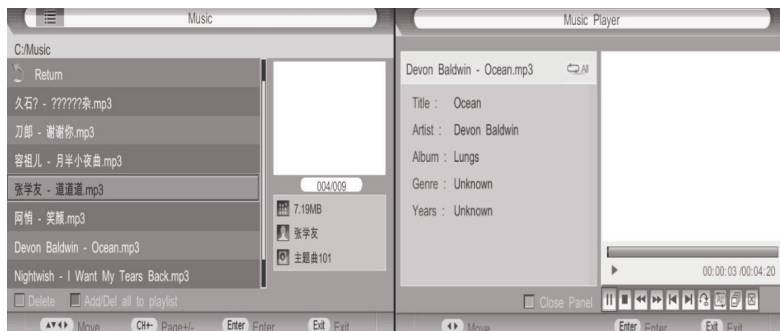 Music
C:/Music
Return
久石? - ??????杂.mp3
刀郎 - 谢谢你.mp3
容祖儿 - 月半小夜曲.mp3
张学友 - 道道道.mp3
阿悄 - 笑颜.mp3
Devon Baldwin - Ocean.mp3
Nightwish - I Want My Tears Back.mp3
004/009
7.19MB
张学友
主题曲101
Delete Add/Del all to playlist
Move CH+- Page+/- Enter Enter Exit Exit
Music Player
Devon Baldwin - Ocean.mp3 All
Title : Ocean
Artist : Devon Baldwin
Album : Lungs
Genre : Unknown
Years : Unknown
00:00:03 /00:04:20
Close Panel
Move Enter Enter Exit Exit